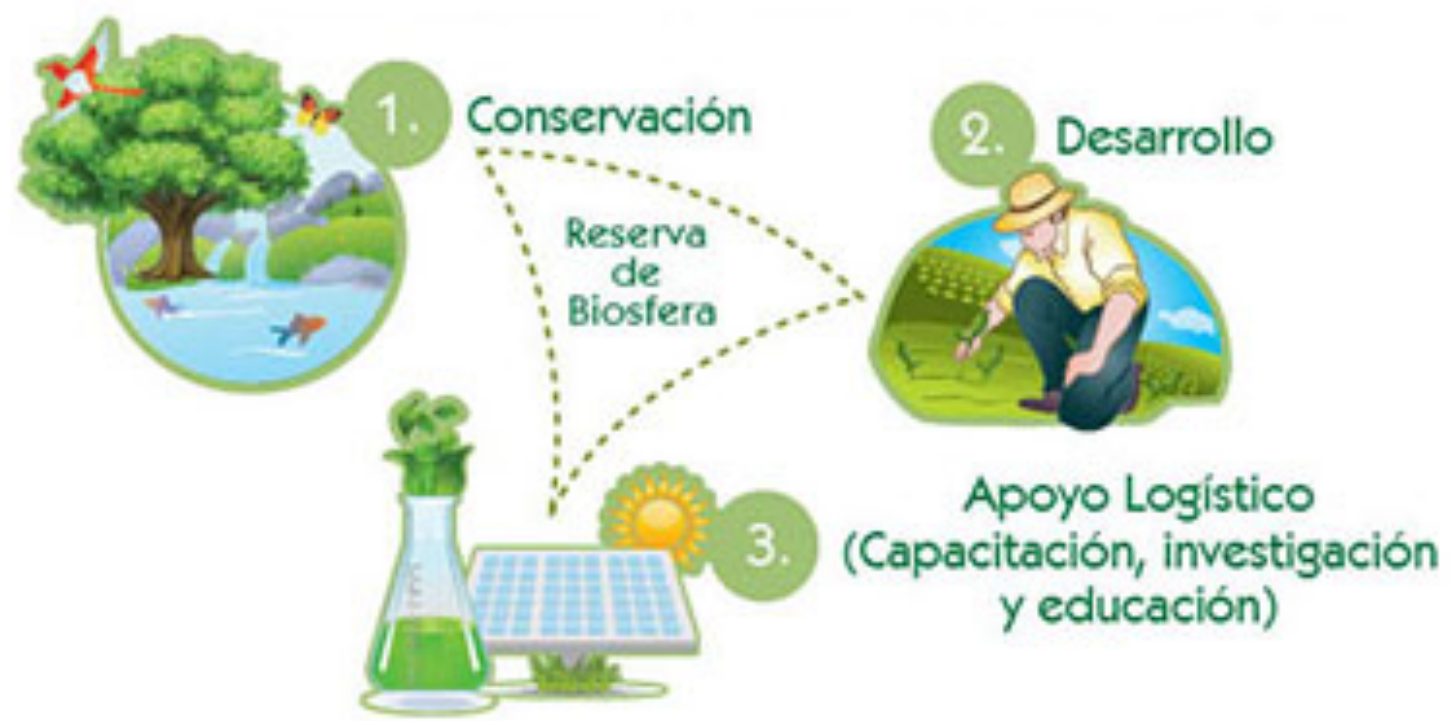 1. Conservación
2. Desarrollo
Reserva
de
Biosfera
3. Apoyo Logístico
(Capacitación, investigación
y educación)